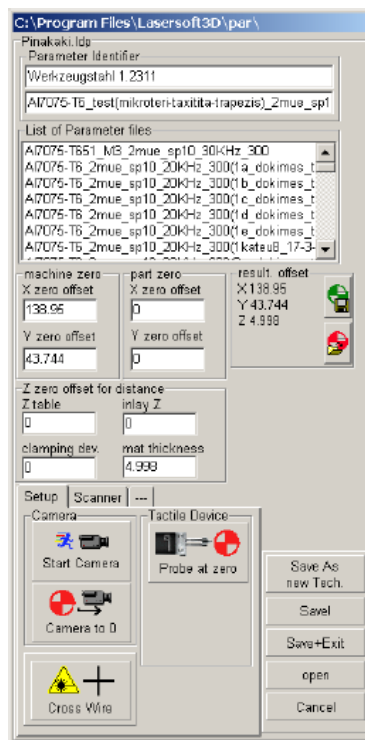 C:\Program Files\Lasersoft3D\par\
Pinakaki.ldp
Parameter Identifier
Werkzeugstahl 1.2311
Al7075-T6_test(mikroteri-taxitita-trapezis)_2mue_sp1
List of Parameter files
Al7075-T651_M3_2mue_sp10_30KHz_300
Al7075-T6_2mue_sp10_20KHz_300(1a_dokimes_t
Al7075-T6_2mue_sp10_20KHz_300(1b_dokimes_t
Al7075-T6_2mue_sp10_20KHz_300(1c_dokimes_t
Al7075-T6_2mue_sp10_20KHz_300(1d_dokimes_t
Al7075-T6_2mue_sp10_20KHz_300(1e_dokimes_t
Al7075-T6_2mue_sp10_20KHz_300(1kateu8_17-3-
machine zero
part zero
result. offset
X zero offset
X zero offset
X 138.95
138.95
0
Y 43.744
Z 4.998
Y zero offset
Y zero offset
43.744
0
Z zero offset for distance
Z table
inlay Z
0
0
clamping dev.
mat thickness
0
4.998
Setup
Scanner
---
Camera
Tactile Device
Start Camera
Probe at zero
Camera to 0
Cross Wire
Save As
new Tech.
Save!
Save+Exit
open
Cancel